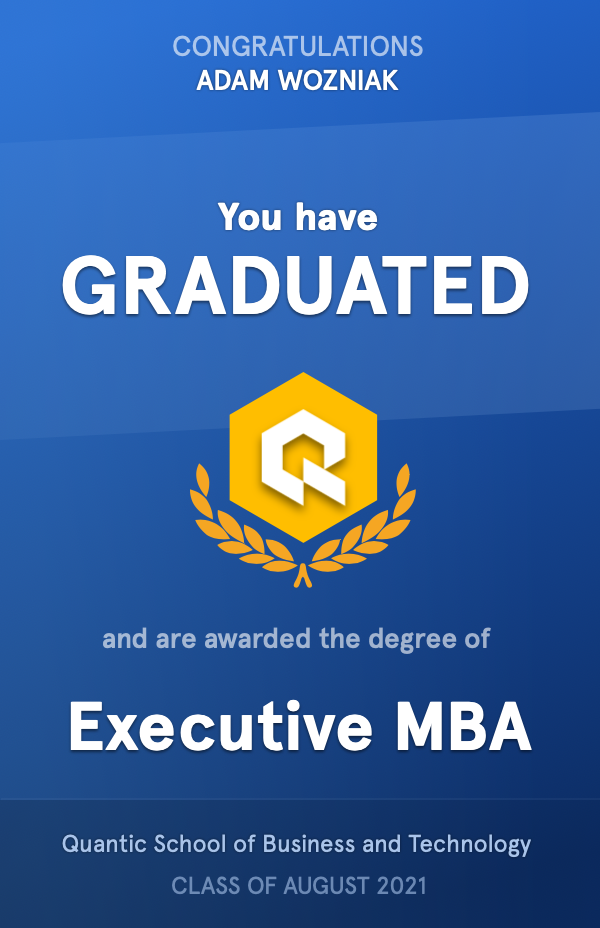 CONGRATULATIONS
ADAM WOZNIAK
You have
GRADUATED
and are awarded the degree of
Executive MBA
Quantic School of Business and Technology
CLASS OF AUGUST 2021